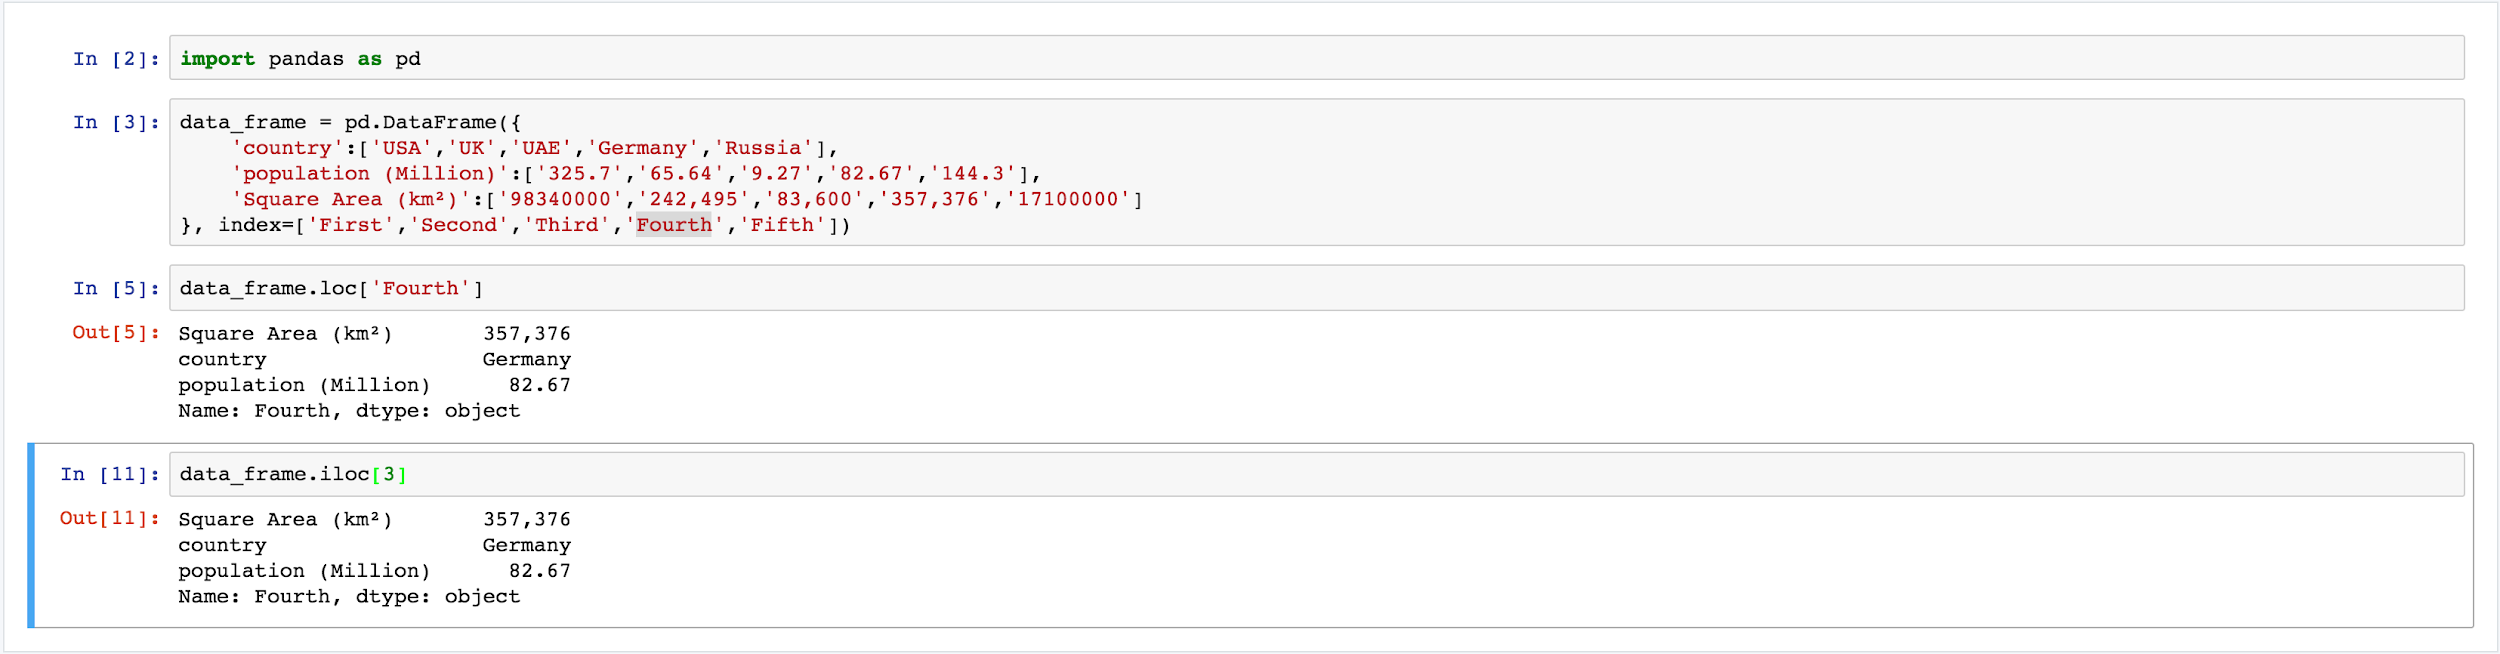 In [2]: import pandas as pd
In [3]: data_frame = pd.DataFrame({
    'country':['USA','UK','UAE','Germany','Russia'],
    'population (Million)':['325.7','65.64','9.27','82.67','144.3'],
    'Square Area (km²)':['98340000','242,495','83,600','357,376','17100000']
}, index=['First','Second','Third','Fourth','Fifth'])
In [5]: data_frame.loc['Fourth']
Out[5]: Square Area (km²)       357,376
country                 Germany
population (Million)      82.67
Name: Fourth, dtype: object
In [11]: data_frame.iloc[3]
Out[11]: Square Area (km²)       357,376
country                 Germany
population (Million)      82.67
Name: Fourth, dtype: object